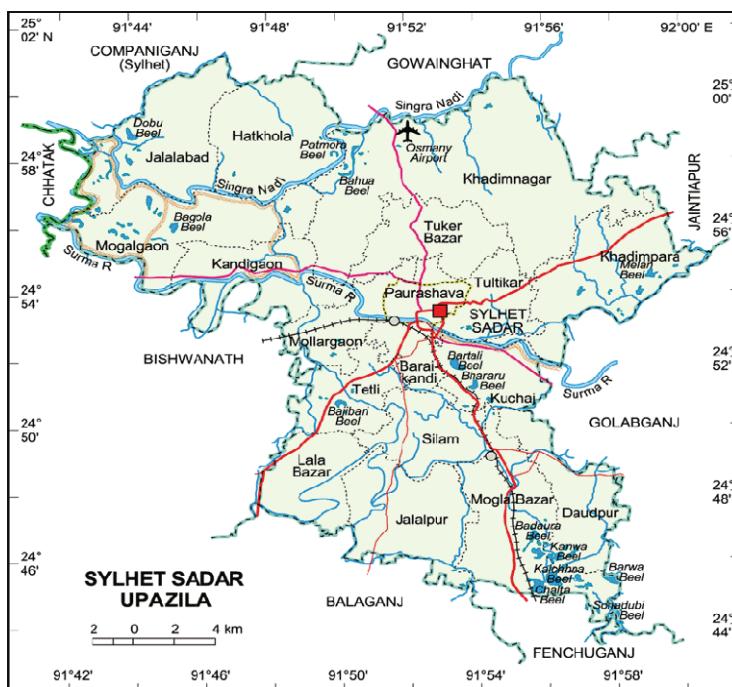 25°
02' N
91°44'
91°48'
91°52'
91°56'
92°00' E
COMPANIGANJ
(Sylhet)
GOWAINGHAT
25°
00'
Singra Nadi
Dobu
Beel
Hatkhola
Patmora
Beel
Osmany
Airport
Jalalabad
24°
58'
CHHATAK
Bahua
Beel
Khadimnagar
JAINTIAPUR
Singra Nadi
Bagola
Beel
Tuker
Bazar
24°
56'
Mogalgaon
Khadimpara
Melan
Beel
Surma R
Kandigaon
Tultikar
Surma R
Paurashava
24°
54'
SYLHET
SADAR
BISHWANATH
Mollargaon
24°
52'
Bartali
Beel
Barai-
kandi
Bhararu
Beel
Surma R
Tetli
Kuchai
Bajiban
Beel
GOLABGANJ
24°
50'
Silam
Lala
Bazar
24°
48'
Mogla Bazar
Daudpur
Jalalpur
Badaura
Beel
Kanwa
Beel
24°
46'
Kaichhna
Beel
Barwa
Beel
SYLHET SADAR
UPAZILA
Chalta
Beel
BALAGANJ
Sonadubi
Beel
24°
44'
2 0 2 4 km
FENCHUGANJ
91°42'
91°46'
91°50'
91°54'
91°58'